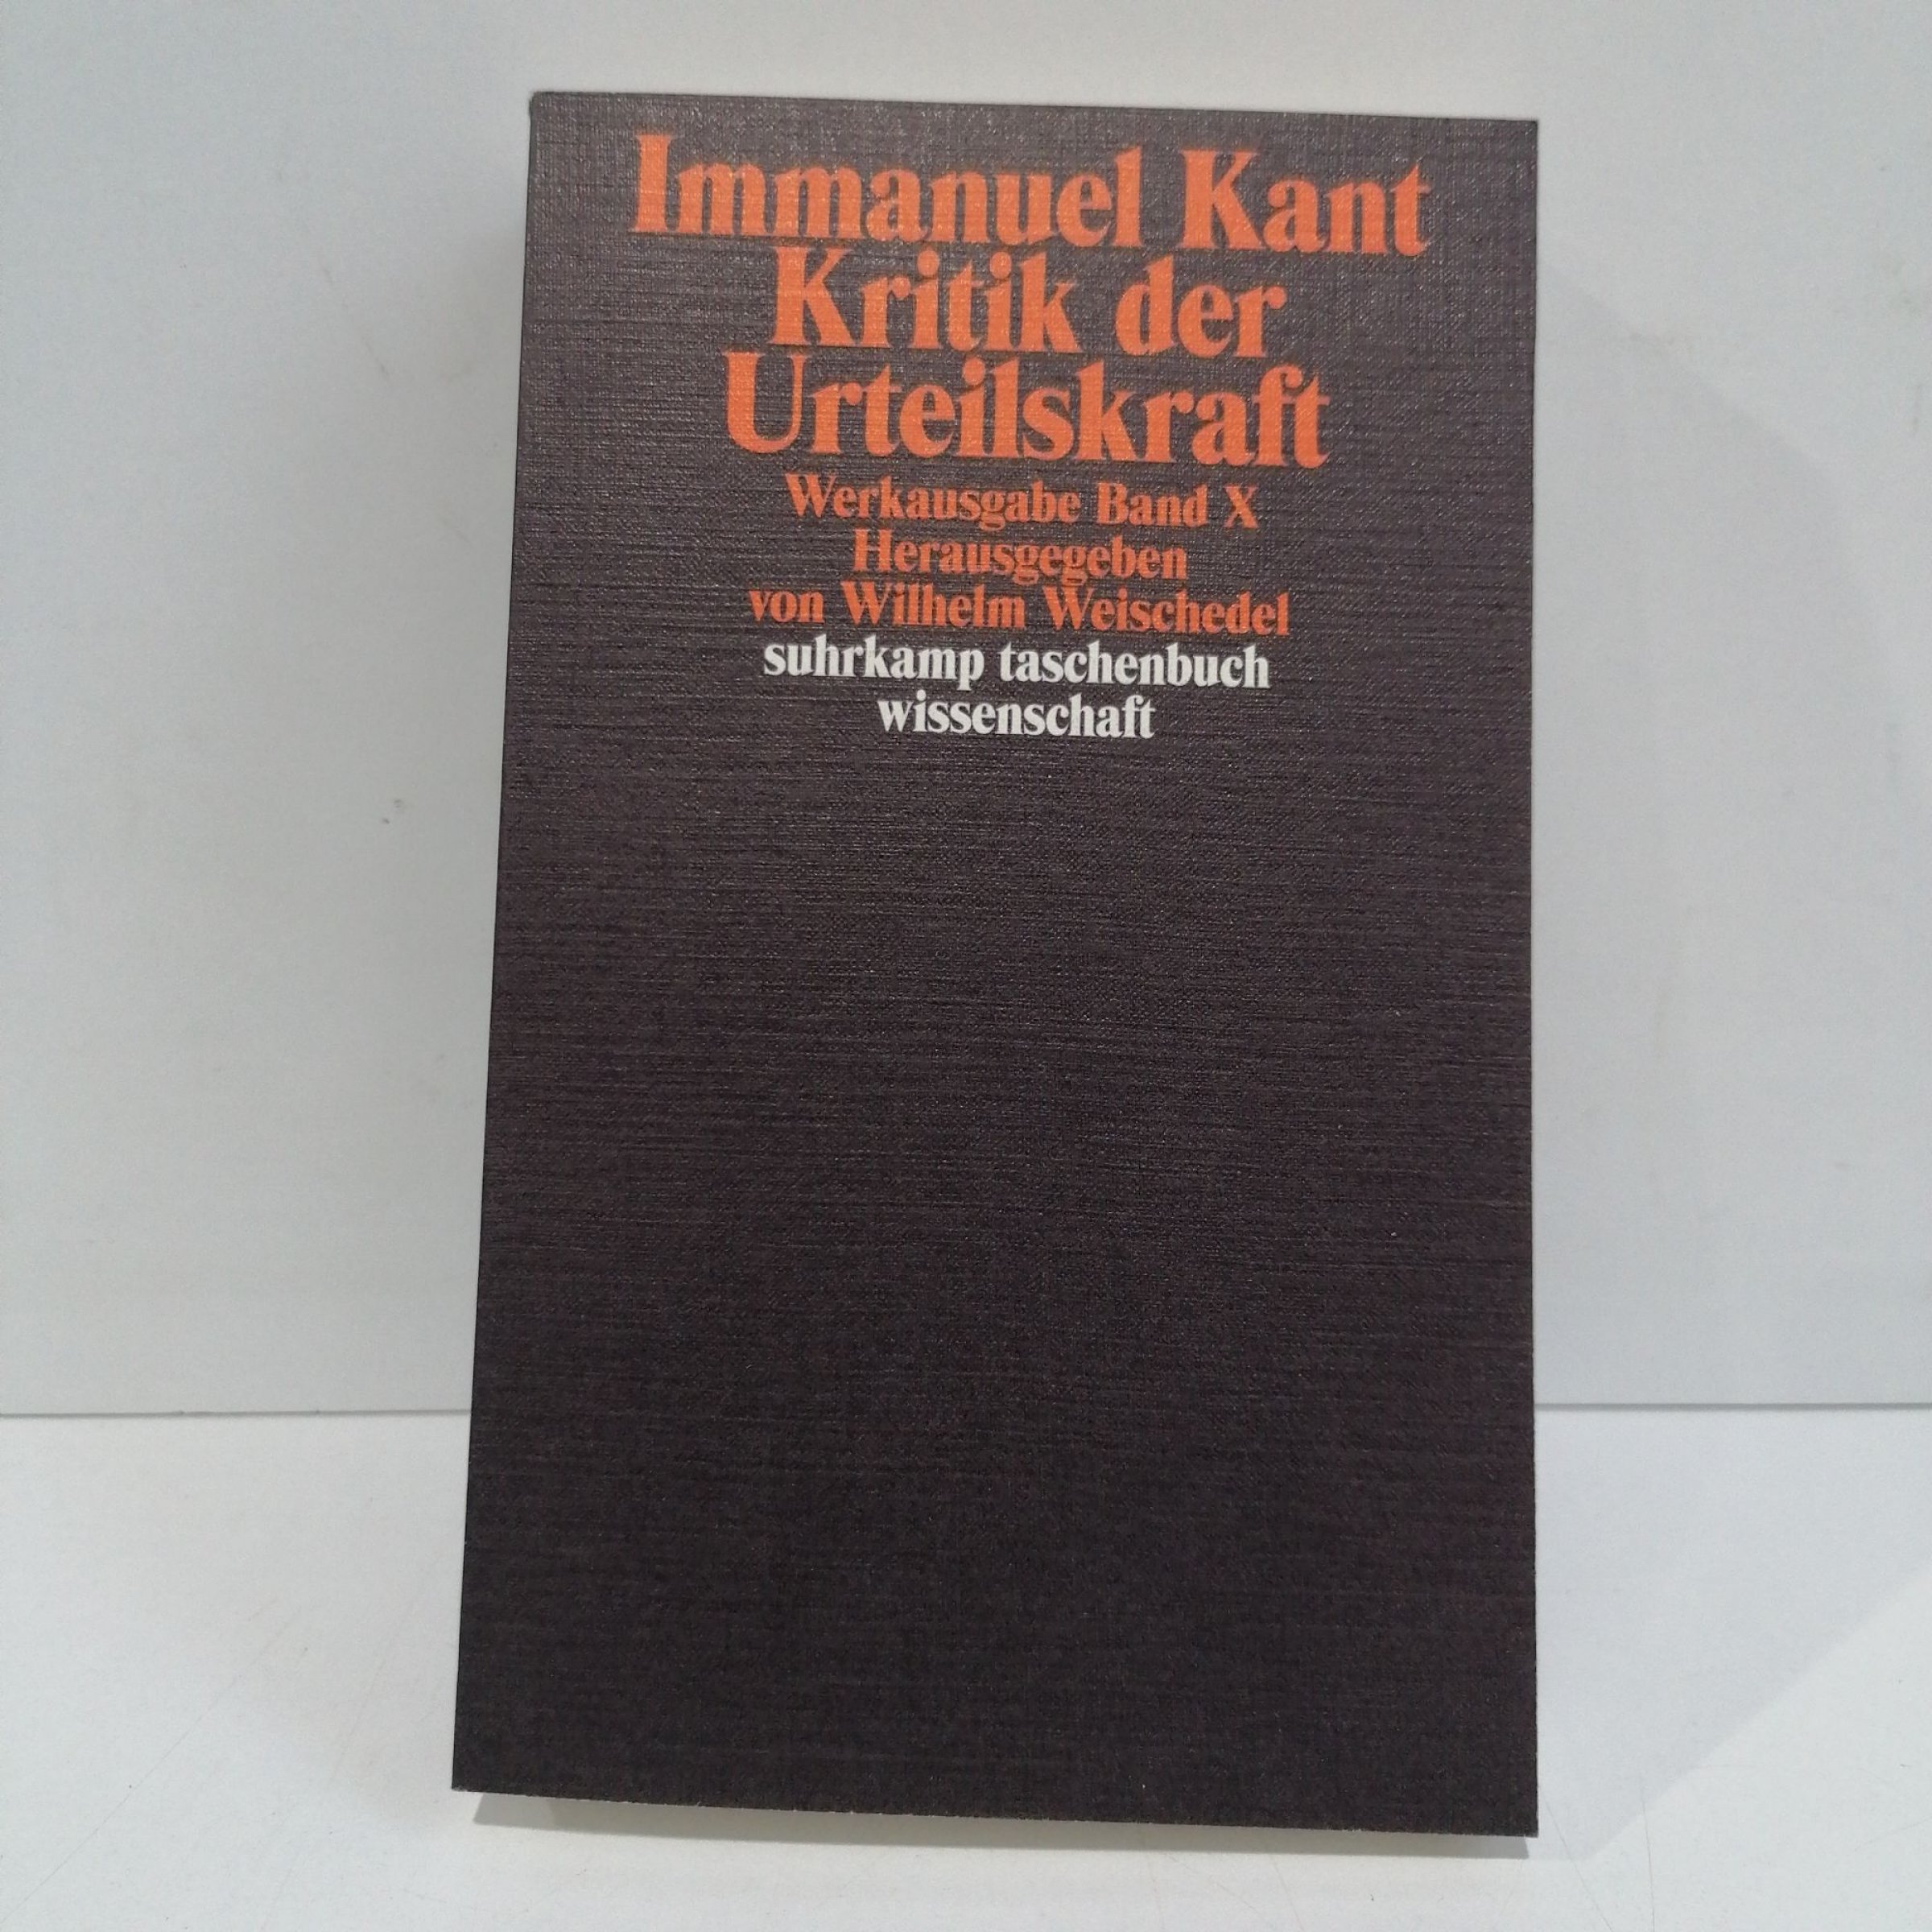 Immanuel Kant
Kritik der
Urteilskraft
Werkausgabe Band X
Herausgegeben
von Wilhelm Weischedel
suhrkamp taschenbuch
wissenschaft